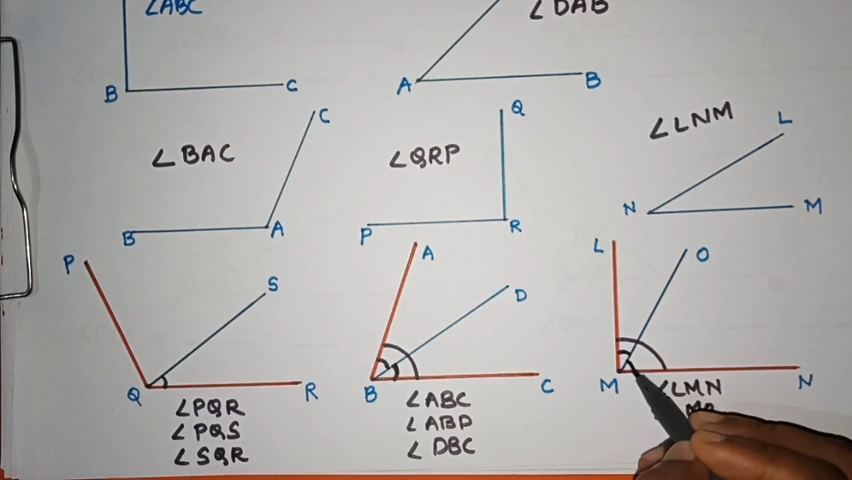 ∠ABC
∠DAB
B
C
A
B
C
Q
L
∠LNM
∠BAC
∠QRP
N
M
B
A
P
R
P
A
L
O
S
D
Q
R
B
C
M
N
∠PQR
∠PQS
∠SQR
∠ABC
∠ABD
∠DBC
∠LMN